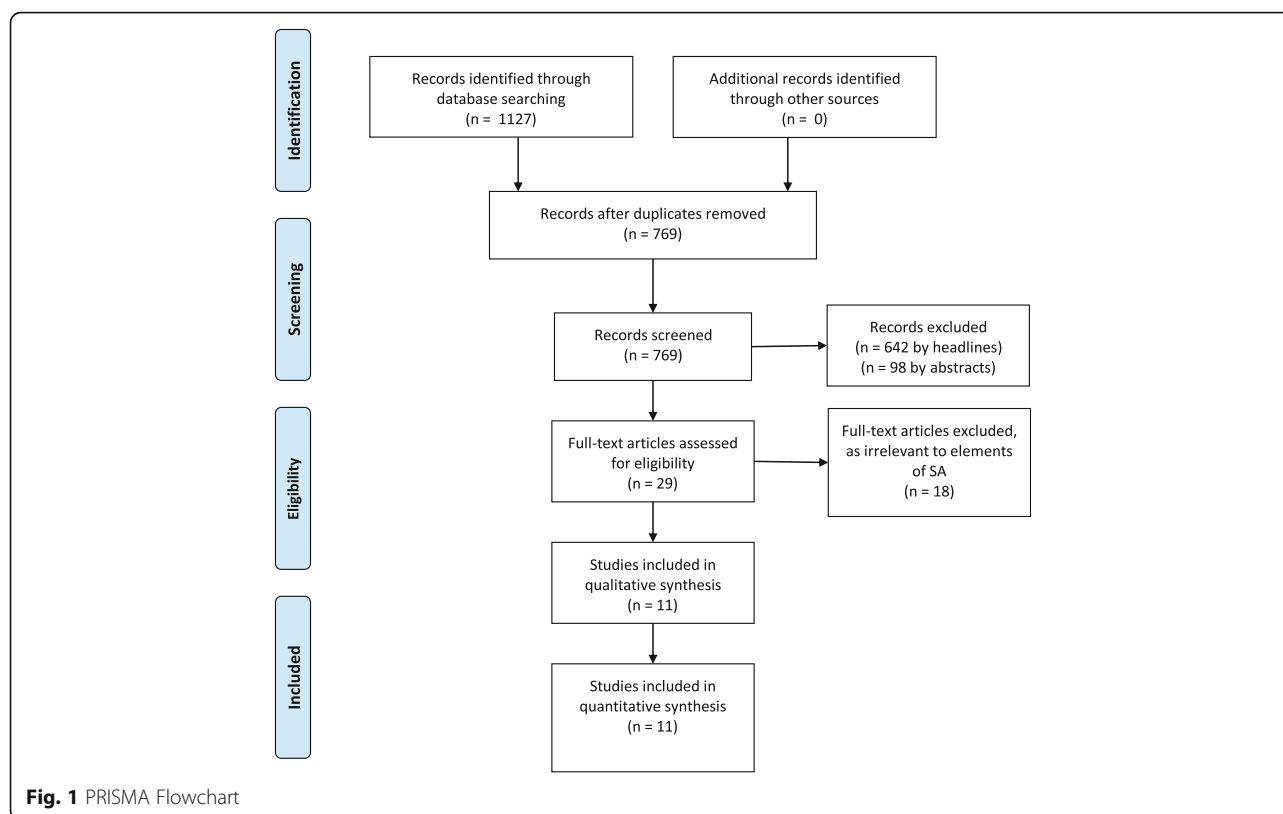 Identification
Records identified through
database searching
(n = 1127)
Additional records identified
through other sources
(n = 0)
Records after duplicates removed
(n = 769)
Screening
Records screened
(n = 769)
Records excluded
(n = 642 by headlines)
(n = 98 by abstracts)
Eligibility
Full-text articles assessed
for eligibility
(n = 29)
Full-text articles excluded,
as irrelevant to elements
of SA
(n = 18)
Studies included in
qualitative synthesis
(n = 11)
Included
Studies included in
quantitative synthesis
(n = 11)
Fig. 1 PRISMA Flowchart